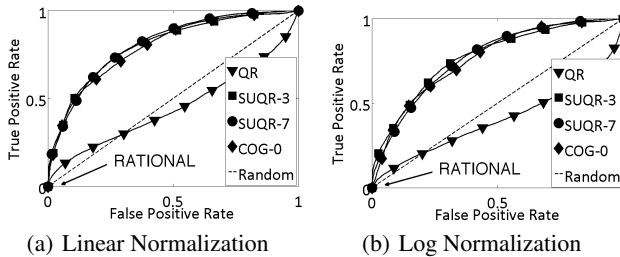 1
0.5
0
True Positive Rate
QR
SUQR-3
SUQR-7
COG-0
Random
RATIONAL
0
0.5
1
False Positive Rate
(a) Linear Normalization
1
0.5
0
True Positive Rate
QR
SUQR-3
SUQR-7
COG-0
Random
RATIONAL
0
0.5
False Positive Rate
(b) Log Normalization